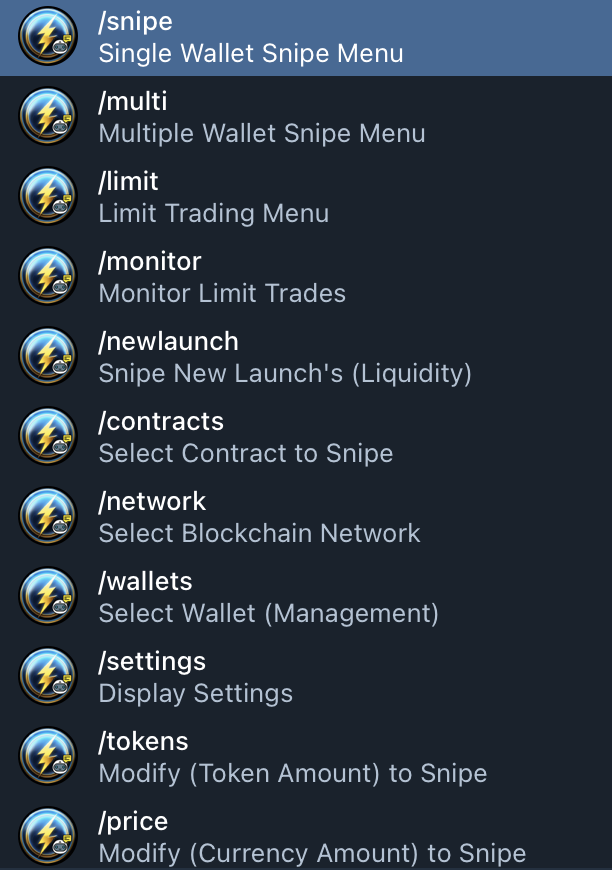 /snipe
Single Wallet Snipe Menu
/multi
Multiple Wallet Snipe Menu
/limit
Limit Trading Menu
/monitor
Monitor Limit Trades
/newlaunch
Snipe New Launch's (Liquidity)
/contracts
Select Contract to Snipe
/network
Select Blockchain Network
/wallets
Select Wallet (Management)
/settings
Display Settings
/tokens
Modify (Token Amount) to Snipe
/price
Modify (Currency Amount) to Snipe